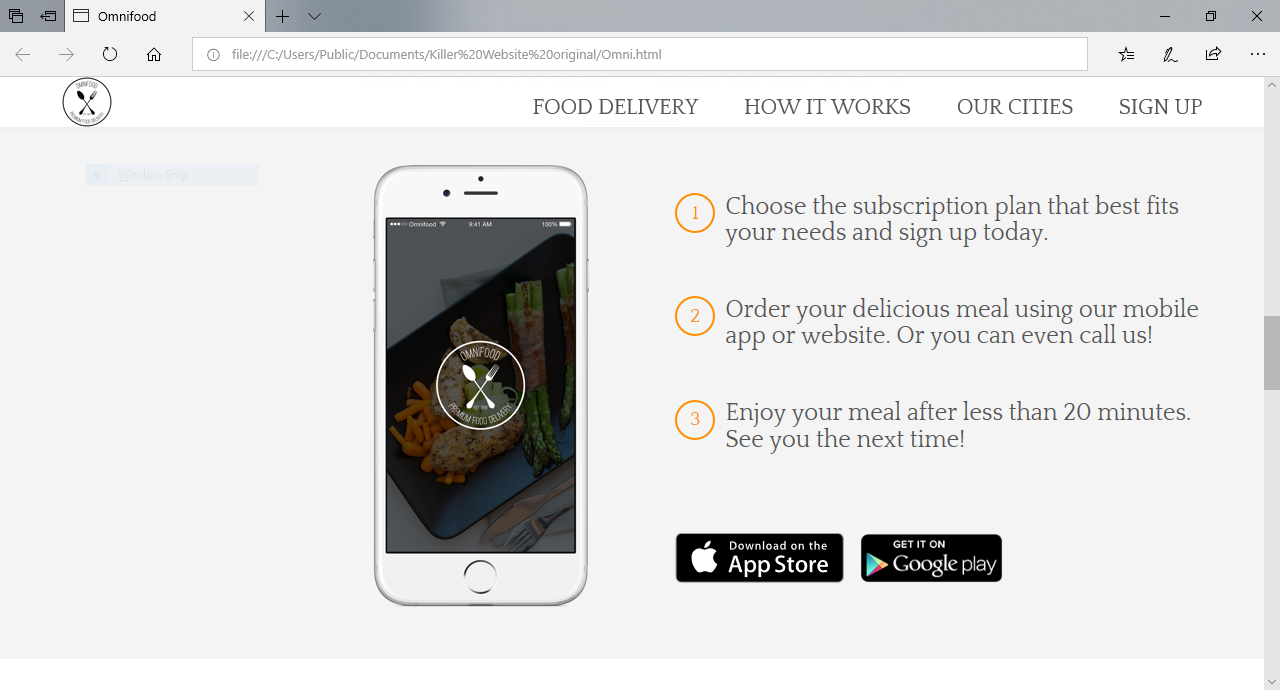 Omnifood
file:///C:/Users/Public/Documents/Killer%20Website%20original/Omni.html
OMNIFOOD
PREMIUM FOOD DELIVERY
FOOD DELIVERY HOW IT WORKS OUR CITIES SIGN UP
Window Snip
Omnifood 9:41 AM 100%
OMNIFOOD
PREMIUM FOOD DELIVERY
1 Choose the subscription plan that best fits
your needs and sign up today.
2 Order your delicious meal using our mobile
app or website. Or you can even call us!
3 Enjoy your meal after less than 20 minutes.
See you the next time!
Download on the
App Store
GET IT ON
Google play